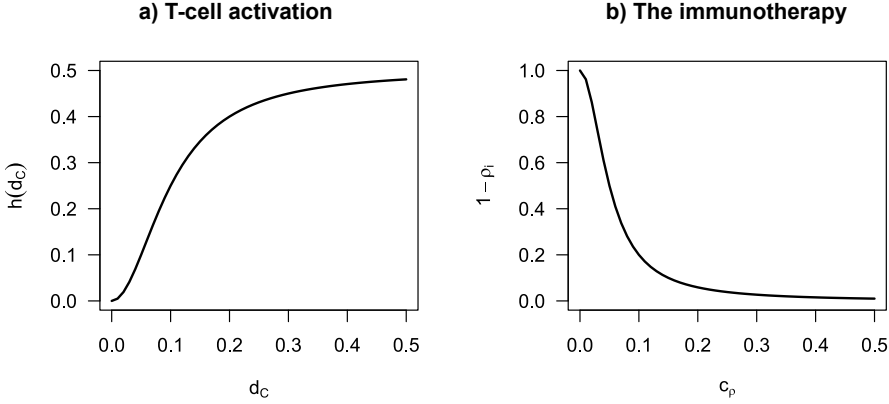 a) T-cell activation
h(d_C)
0.5
0.4
0.3
0.2
0.1
0.0
0.0 0.1 0.2 0.3 0.4 0.5
d_C
b) The immunotherapy
1 − ρ_i
1.0
0.8
0.6
0.4
0.2
0.0
0.0 0.1 0.2 0.3 0.4 0.5
c_ρ